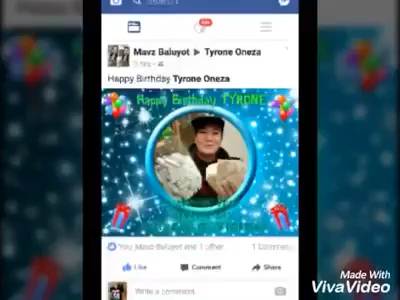 Mavz Baluyot ▶ Tyrone Oneza
Happy Birthday Tyrone Oneza
Happy Birthday TYRONE
You, Mavz Baluyot and 1 other
1 Comment
Like
Comment
Share
Write a comment
Made With
VivaVideo